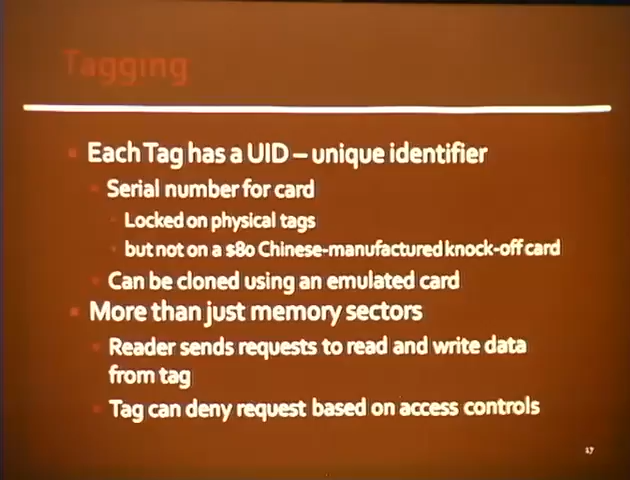 Tagging
Each Tag has a UID – unique identifier
Serial number for card
Locked on physical tags
but not on a $80 Chinese-manufactured knock-off card
Can be cloned using an emulated card
More than just memory sectors
Reader sends requests to read and write data
from tag
Tag can deny request based on access controls
17